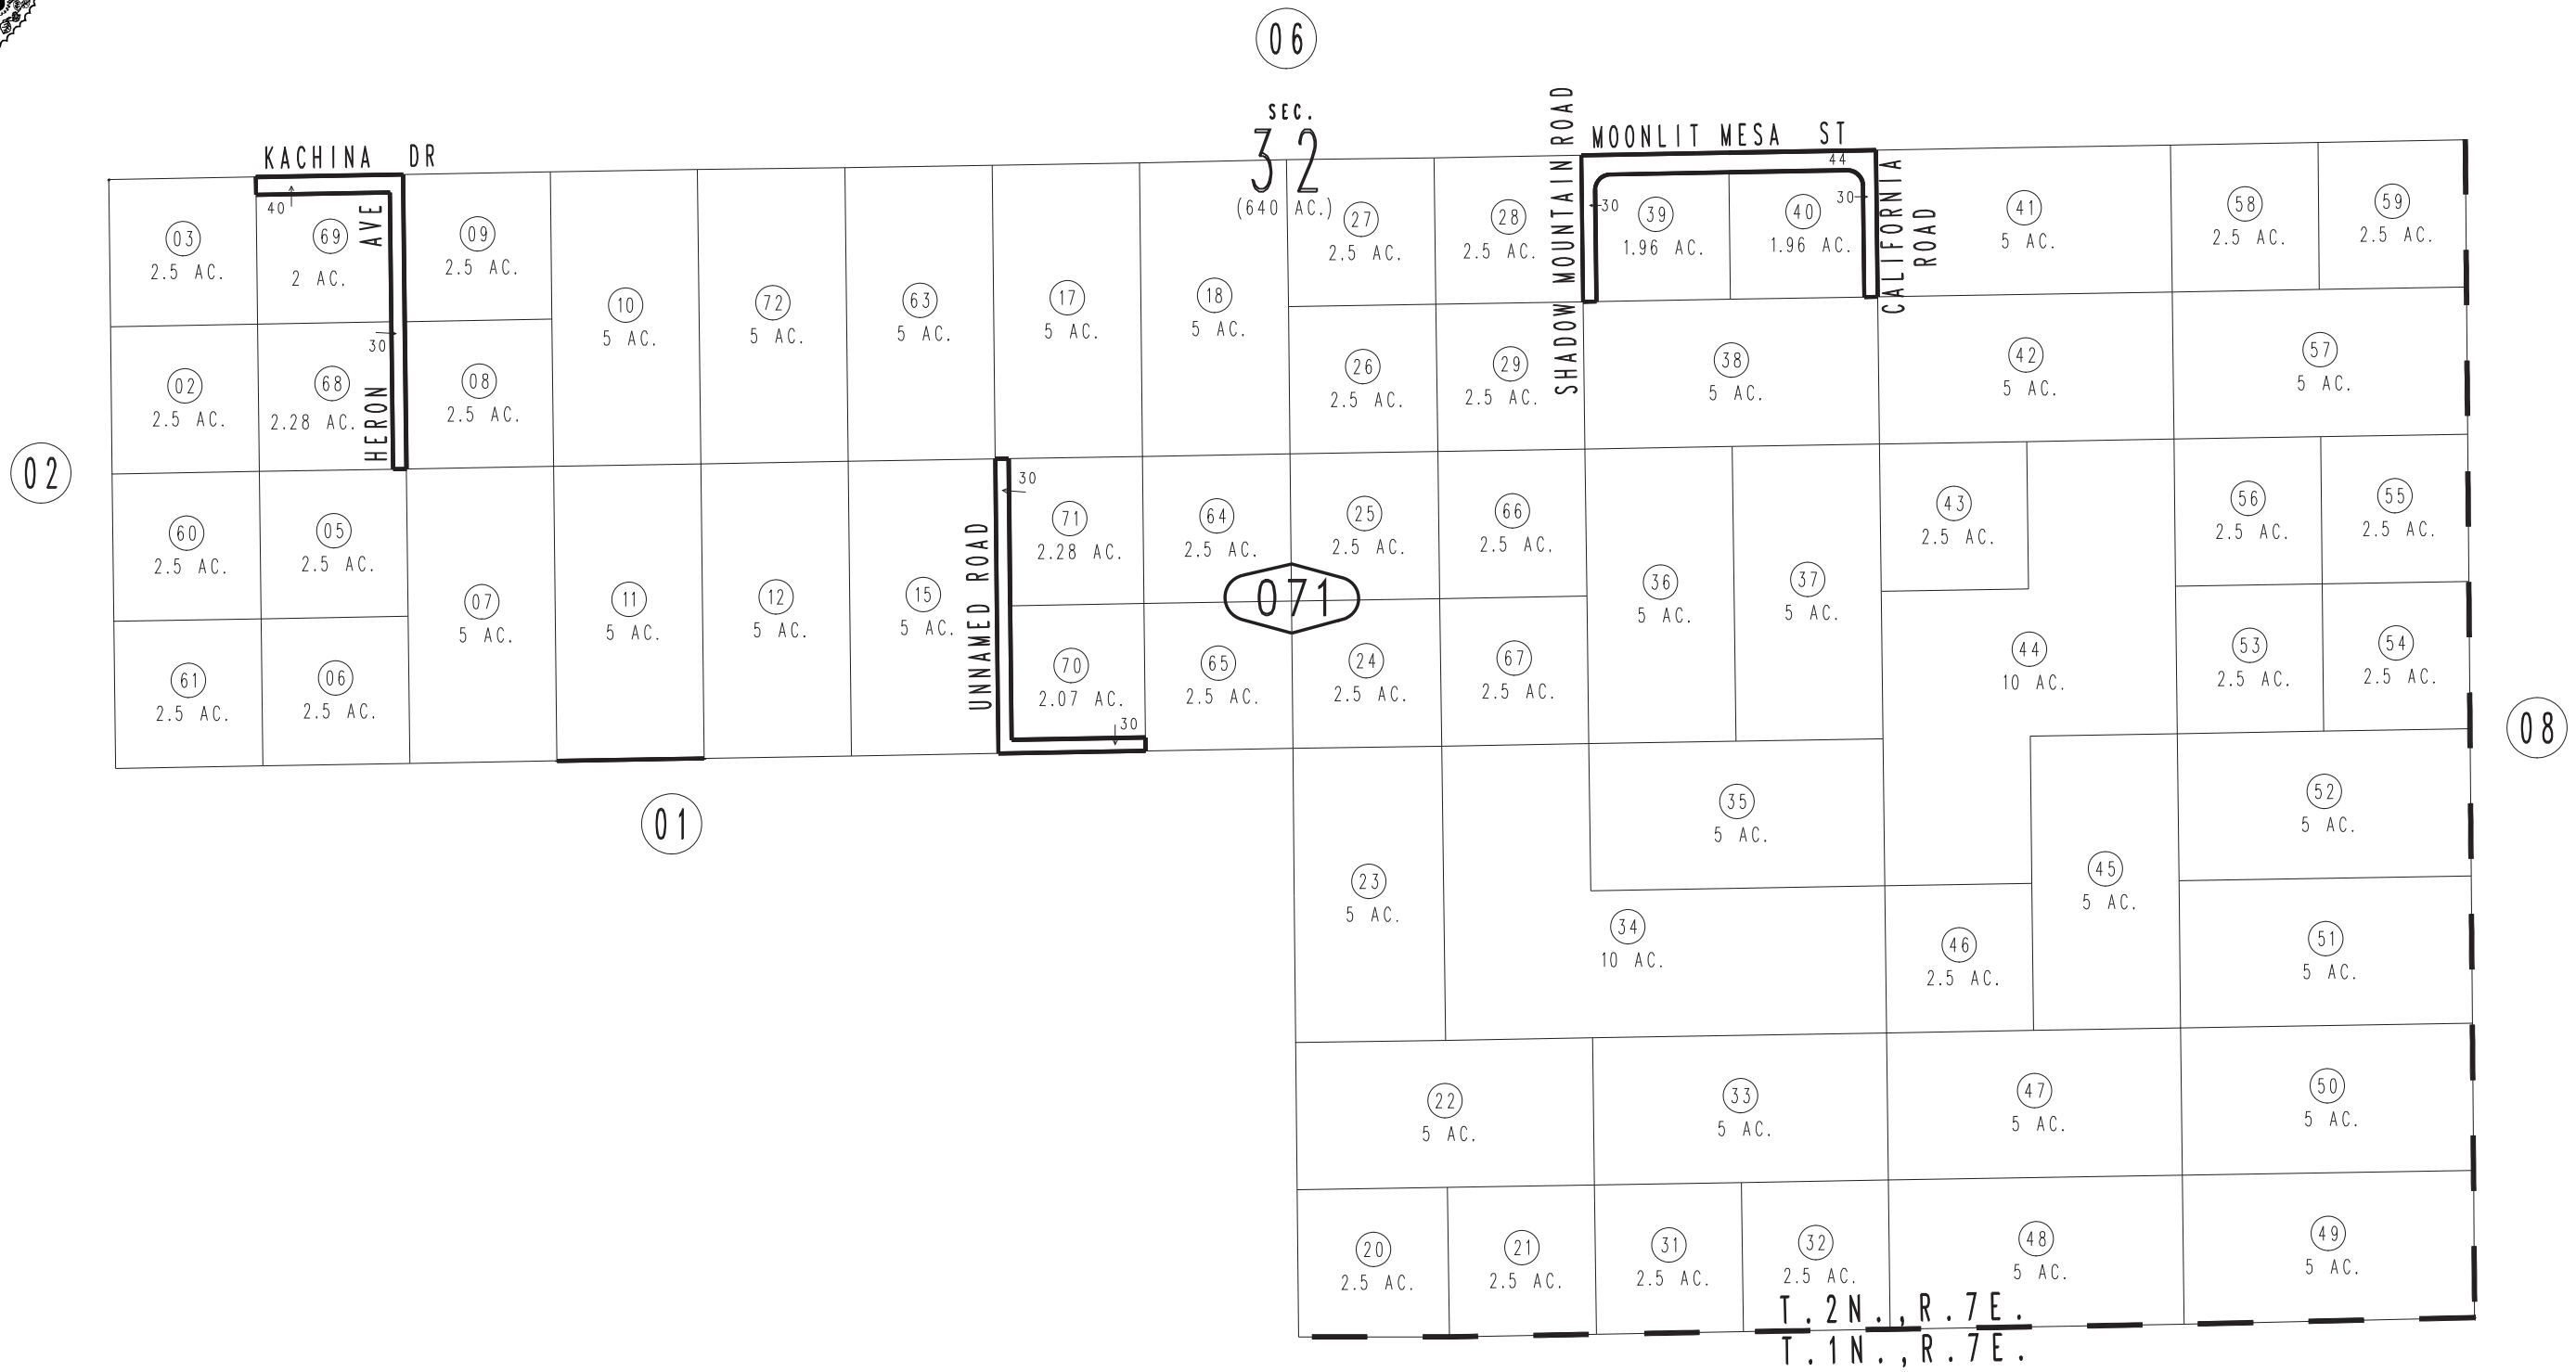 06
SEC.
32
(640 AC.)
KACHINA DR
MOONLIT MESA ST
44
SHADOW MOUNTAIN ROAD
CALIFORNIA
ROAD
HERON AVE
UNNAMED ROAD
40
30
30
30
03
2.5 AC.
69
2 AC.
09
2.5 AC.
10
5 AC.
72
5 AC.
63
5 AC.
17
5 AC.
18
5 AC.
27
2.5 AC.
28
2.5 AC.
39
1.96 AC.
40
1.96 AC.
41
5 AC.
58
2.5 AC.
59
2.5 AC.
02
2.5 AC.
68
2.28 AC.
08
2.5 AC.
26
2.5 AC.
29
2.5 AC.
38
5 AC.
42
5 AC.
57
5 AC.
02
60
2.5 AC.
05
2.5 AC.
07
5 AC.
11
5 AC.
12
5 AC.
15
5 AC.
30
71
2.28 AC.
64
2.5 AC.
25
2.5 AC.
66
2.5 AC.
36
5 AC.
37
5 AC.
43
2.5 AC.
44
10 AC.
56
2.5 AC.
55
2.5 AC.
071
61
2.5 AC.
06
2.5 AC.
70
2.07 AC.
30
65
2.5 AC.
24
2.5 AC.
67
2.5 AC.
53
2.5 AC.
54
2.5 AC.
08
01
23
5 AC.
35
5 AC.
34
10 AC.
45
5 AC.
46
2.5 AC.
52
5 AC.
51
5 AC.
22
5 AC.
33
5 AC.
47
5 AC.
50
5 AC.
20
2.5 AC.
21
2.5 AC.
31
2.5 AC.
32
2.5 AC.
48
5 AC.
49
5 AC.
T.2N.,R.7E.
T.1N.,R.7E.